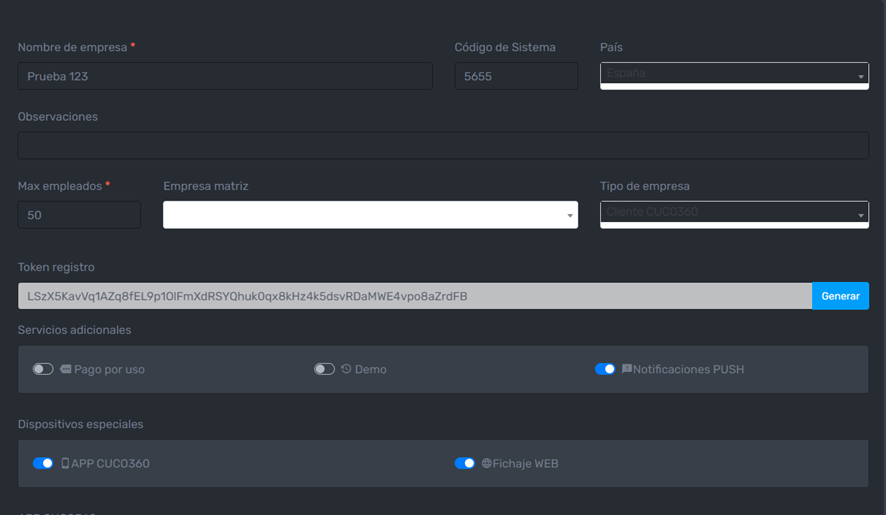 Nombre de empresa * Código de Sistema País
Prueba 123 5655 España
Observaciones
Max empleados * Empresa matriz Tipo de empresa
50 Cliente CUCO360
Token registro
LSzX5KavVq1AZq8fEL9p1OlFmXdRSYQhuk0qx8kHz4k5dsvRDaMWE4vpo8aZrdFB Generar
Servicios adicionales
Pago por uso Demo Notificaciones PUSH
Dispositivos especiales
APP CUCO360 Fichaje WEB